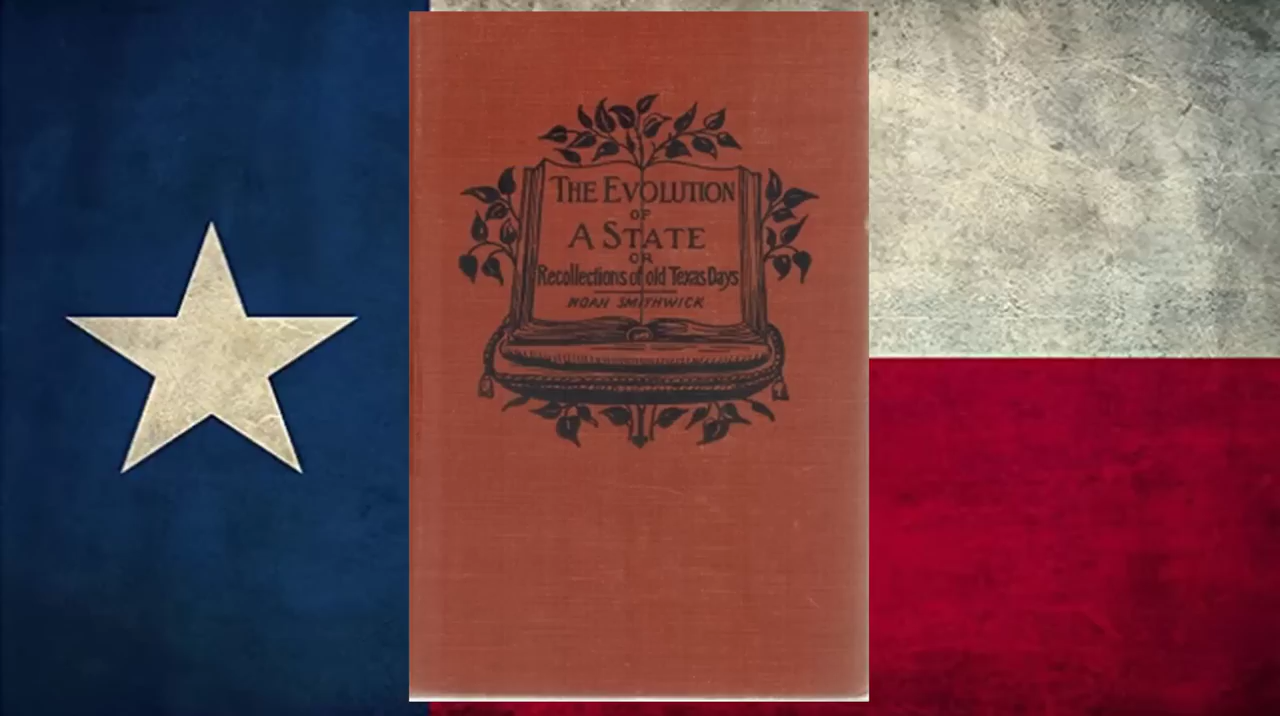 THE EVOLUTION
OF
A STATE
OR
Recollections of old Texas Days
NOAH SMITHWICK